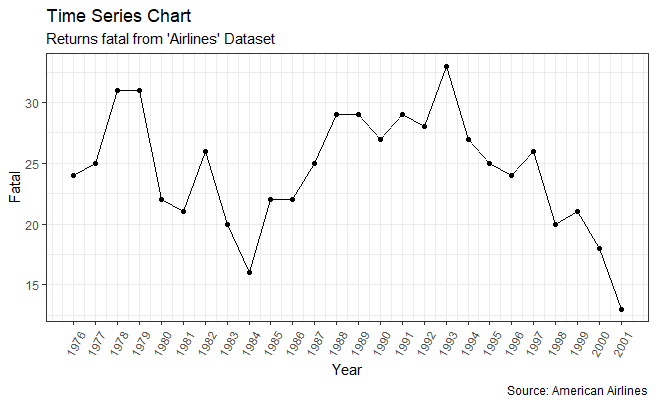 Time Series Chart
Returns fatal from 'Airlines' Dataset
Fatal
30
25
20
15
1976 1977 1978 1979 1980 1981 1982 1983 1984 1985 1986 1987 1988 1989 1990 1991 1992 1993 1994 1995 1996 1997 1998 1999 2000 2001
Year
Source: American Airlines